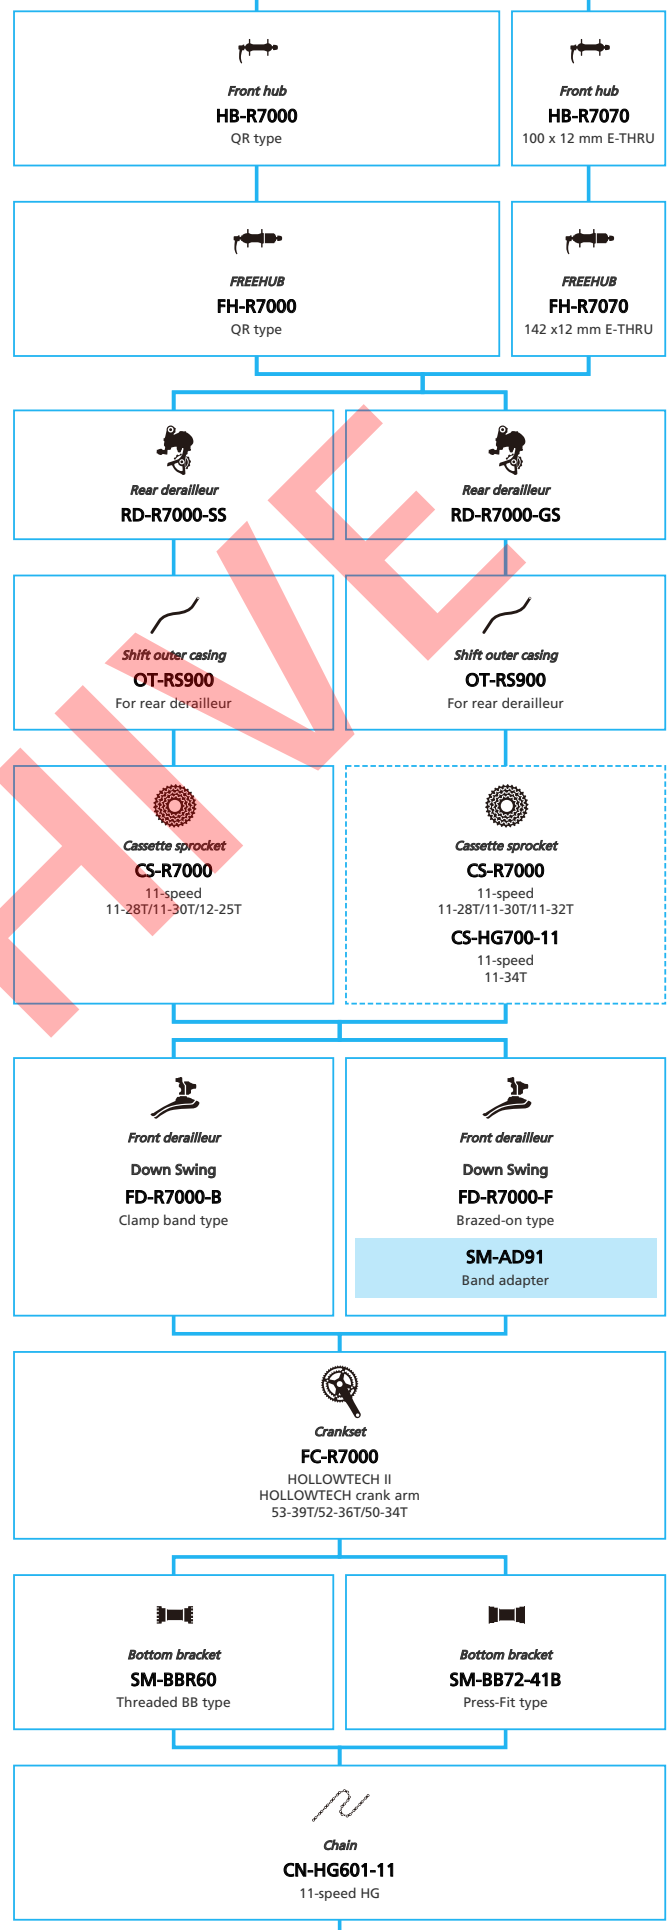 Front hub
HB-R7000
QR type
Front hub
HB-R7070
100 x 12 mm E-THRU
FREEHUB
FH-R7000
QR type
FREEHUB
FH-R7070
142 x12 mm E-THRU
Rear derailleur
RD-R7000-SS
Rear derailleur
RD-R7000-GS
Shift outer casing
OT-RS900
For rear derailleur
Shift outer casing
OT-RS900
For rear derailleur
Cassette sprocket
CS-R7000
11-speed
11-28T/11-30T/12-25T
Cassette sprocket
CS-R7000
11-speed
11-28T/11-30T/11-32T
CS-HG700-11
11-speed
11-34T
Front derailleur
Down Swing
FD-R7000-B
Clamp band type
Front derailleur
Down Swing
FD-R7000-F
Brazed-on type
SM-AD91
Band adapter
Crankset
FC-R7000
HOLLOWTECH II
HOLLOWTECH crank arm
53-39T/52-36T/50-34T
Bottom bracket
SM-BBR60
Threaded BB type
Bottom bracket
SM-BB72-41B
Press-Fit type
Chain
CN-HG601-11
11-speed HG
HIVE